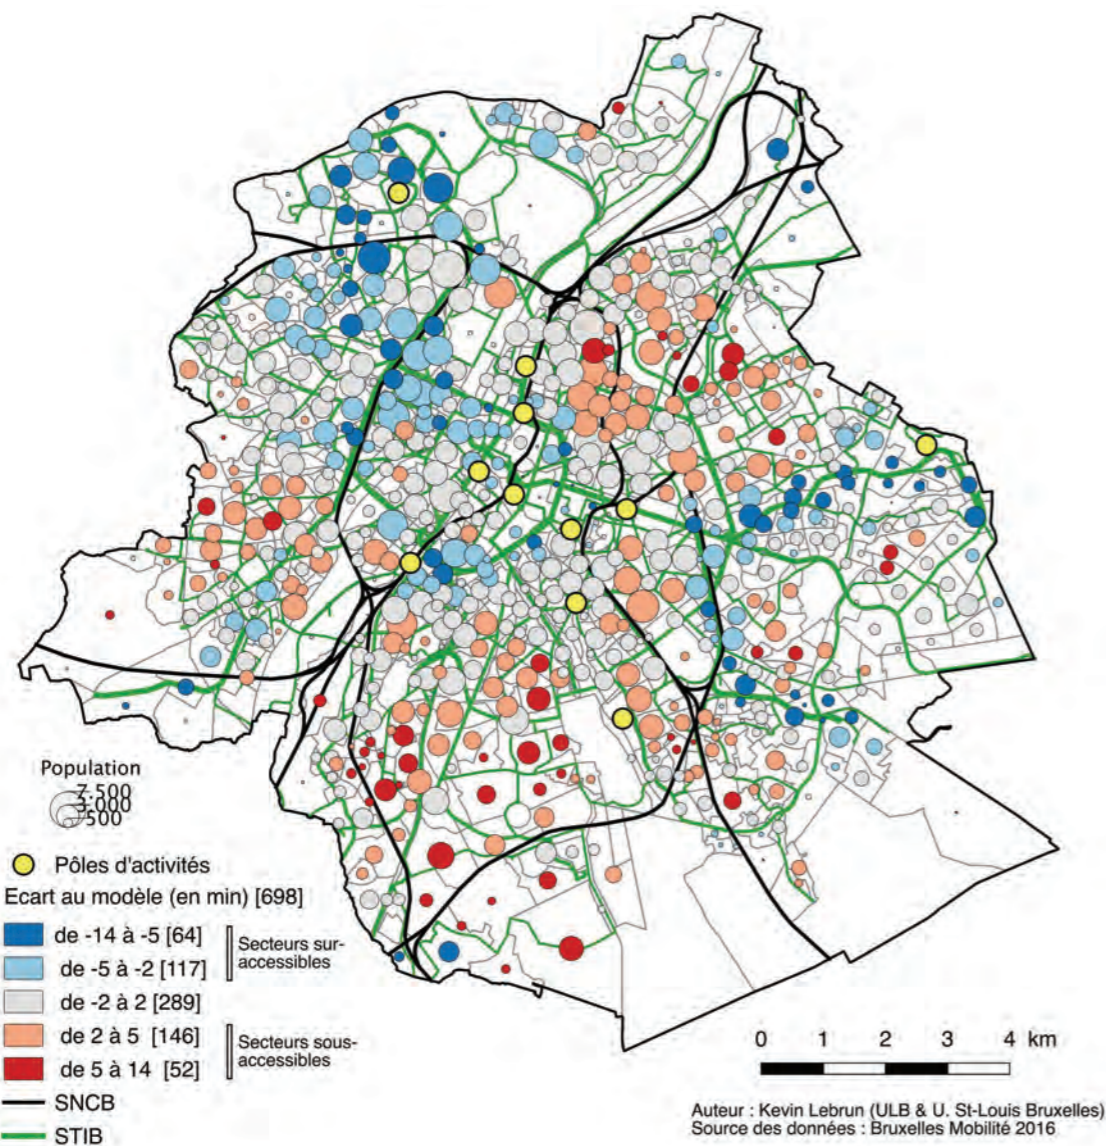 Population
7.500
3.000
500
Pôles d'activités
Ecart au modèle (en min) [698]
de -14 à -5 [64]
de -5 à -2 [117]
Secteurs sur-
accessibles
de -2 à 2 [289]
de 2 à 5 [146]
de 5 à 14 [52]
Secteurs sous-
accessibles
SNCB
STIB
0 1 2 3 4 km
Auteur : Kevin Lebrun (ULB & U. St-Louis Bruxelles)
Source des données : Bruxelles Mobilité 2016